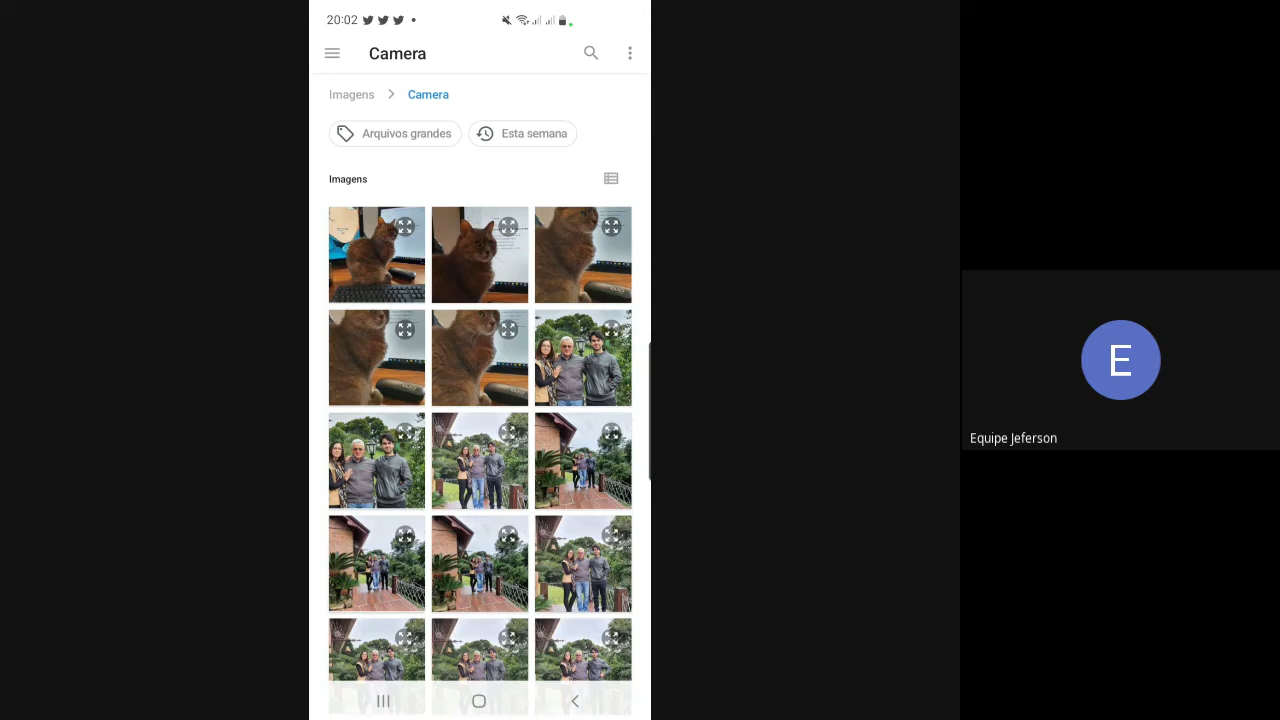 20:02
Camera
Imagens > Camera
Arquivos grandes
Esta semana
Imagens
E
Equipe Jeferson